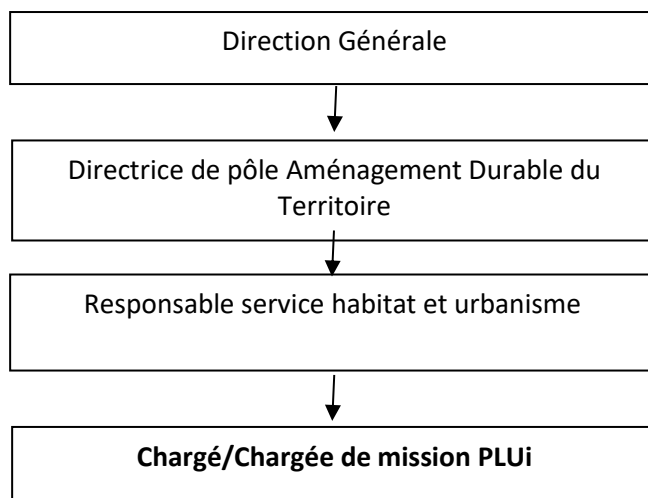 Direction Générale
Directrice de pôle Aménagement Durable du
Territoire
Responsable service habitat et urbanisme
Chargé/Chargée de mission PLUi